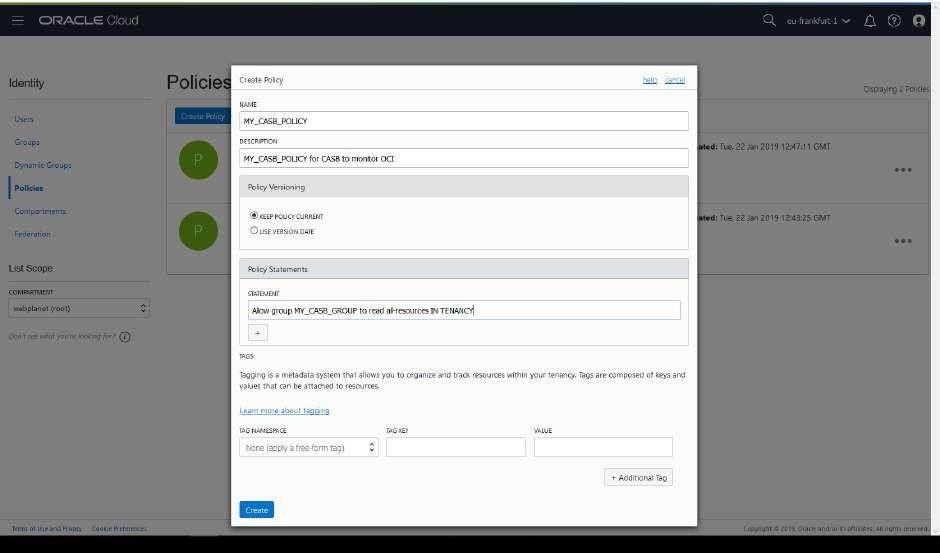 ORACLE Cloud
eu-frankfurt-1
Identity
Policies
Displaying 2 Policies
Users
Groups
Dynamic Groups
Policies
Compartments
Federation
List Scope
COMPARTMENT
webplanet (root)
Don't see what you're looking for?
Create Policy
P
ated: Tue, 22 Jan 2019 12:47:11 GMT
P
ated: Tue, 22 Jan 2019 12:43:25 GMT
Create Policy
help cancel
NAME
MY_CASB_POLICY
DESCRIPTION
MY_CASB_POLICY for CASB to monitor OCI
Policy Versioning
KEEP POLICY CURRENT
USE VERSION DATE
Policy Statements
STATEMENT
Allow group MY_CASB_GROUP to read all-resources IN TENANCY
+
TAGS
Tagging is a metadata system that allows you to organize and track resources within your tenancy. Tags are composed of keys and
values that can be attached to resources.
Learn more about tagging
TAG NAMESPACE TAG KEY VALUE
None (apply a free-form tag)
+ Additional Tag
Create
Terms of Use and Privacy Cookie Preferences
Copyright © 2019, Oracle and/or its affiliates. All rights reserved.